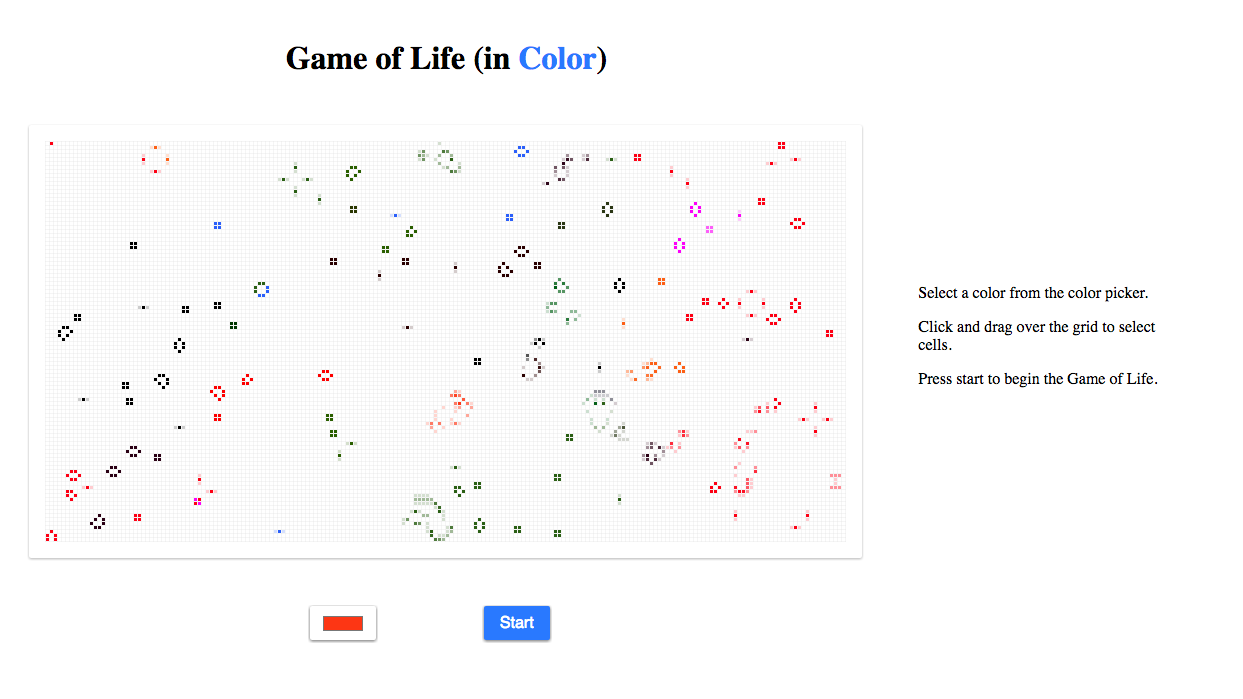 Game of Life (in Color)
Select a color from the color picker.
Click and drag over the grid to select
cells.
Press start to begin the Game of Life.
Start